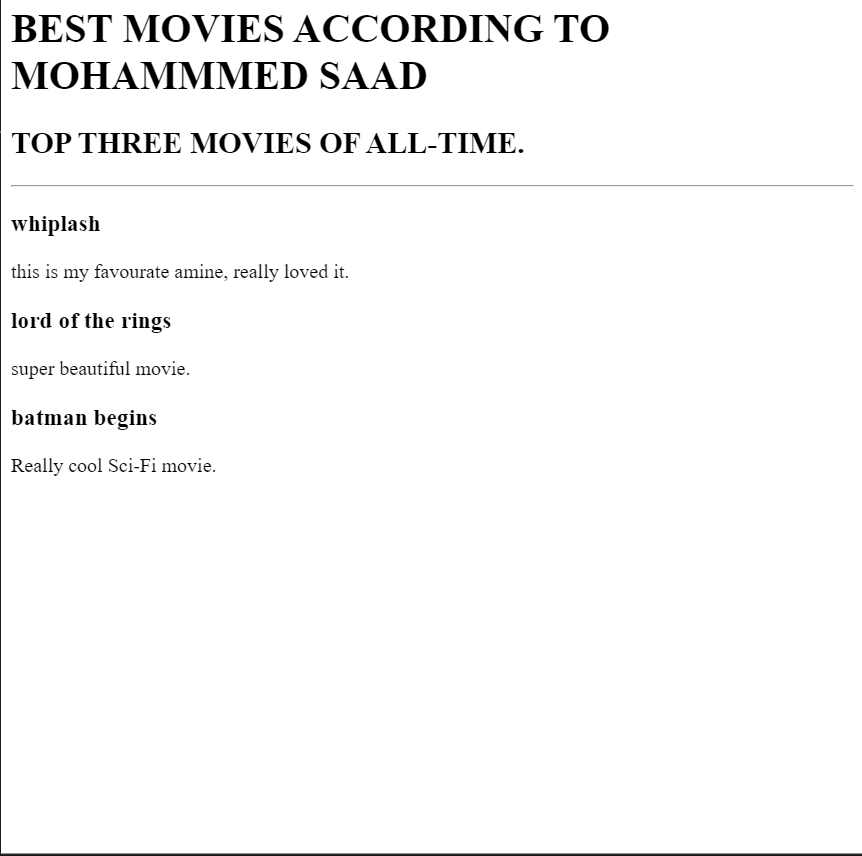 BEST MOVIES ACCORDING TO
MOHAMMMED SAAD
TOP THREE MOVIES OF ALL-TIME.
whiplash
this is my favourate amine, really loved it.
lord of the rings
super beautiful movie.
batman begins
Really cool Sci-Fi movie.